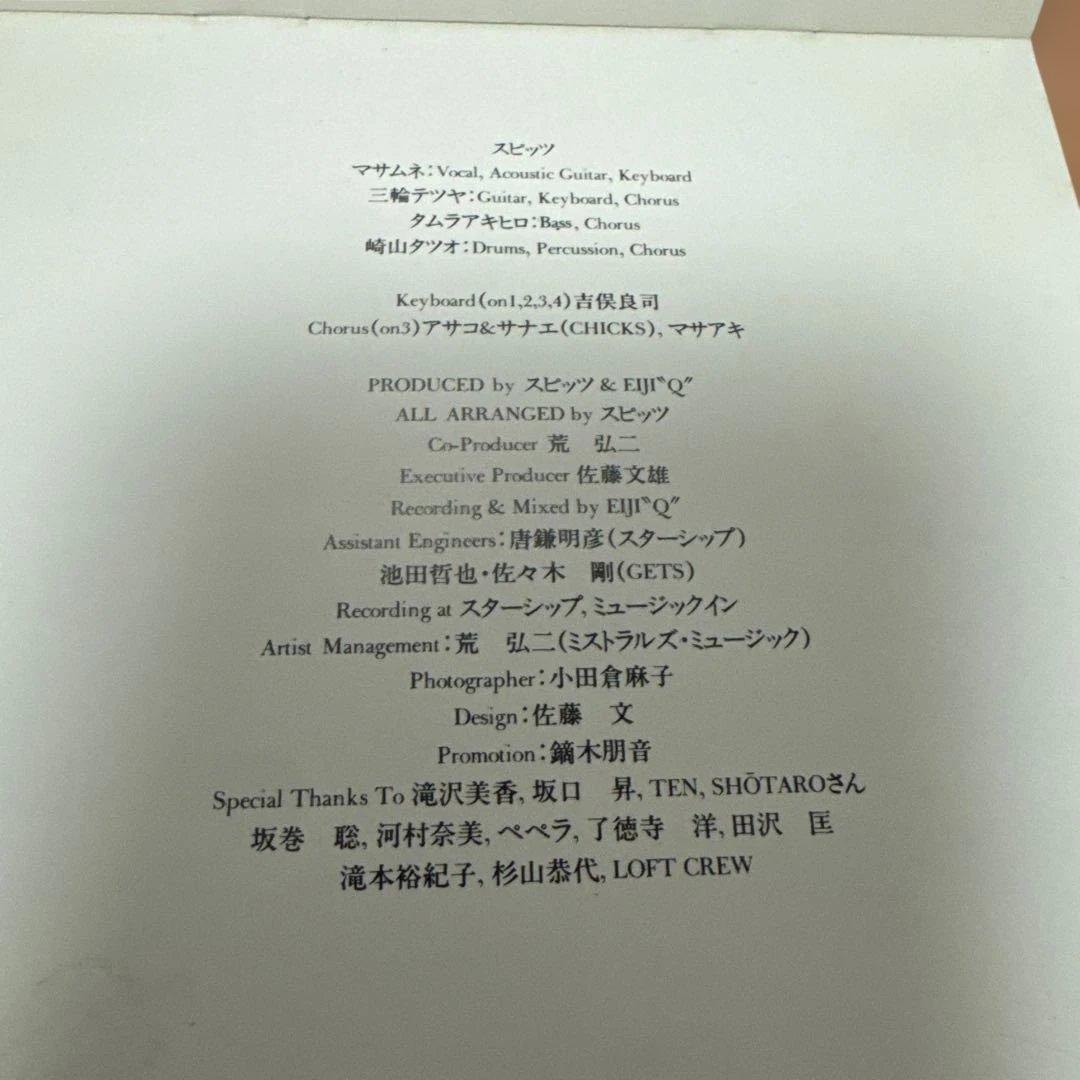 スピッツ
マサムネ:Vocal, Acoustic Guitar, Keyboard
三輪テツヤ:Guitar, Keyboard, Chorus
タムラアキヒロ:Bass, Chorus
崎山タツオ:Drums, Percussion, Chorus
Keyboard(on1,2,3,4)吉俣良司
Chorus(on3)アサコ&サナエ(CHICKS), マサアキ
PRODUCED by スピッツ & EIJI〝Q〞
ALL ARRANGED by スピッツ
Co-Producer 荒　弘二
Executive Producer 佐藤文雄
Recording & Mixed by EIJI〝Q〞
Assistant Engineers:唐鎌明彦(スターシップ)
池田哲也・佐々木　剛(GETS)
Recording at スターシップ, ミュージックイン
Artist Management:荒　弘二(ミストラルズ・ミュージック)
Photographer:小田倉麻子
Design:佐藤　文
Promotion:鏑木朋音
Special Thanks To 滝沢美香, 坂口　昇, TEN, SHŌTAROさん
坂巻　聡, 河村奈美, ペペラ, 了徳寺　洋, 田沢　匡
滝本裕紀子, 杉山恭代, LOFT CREW